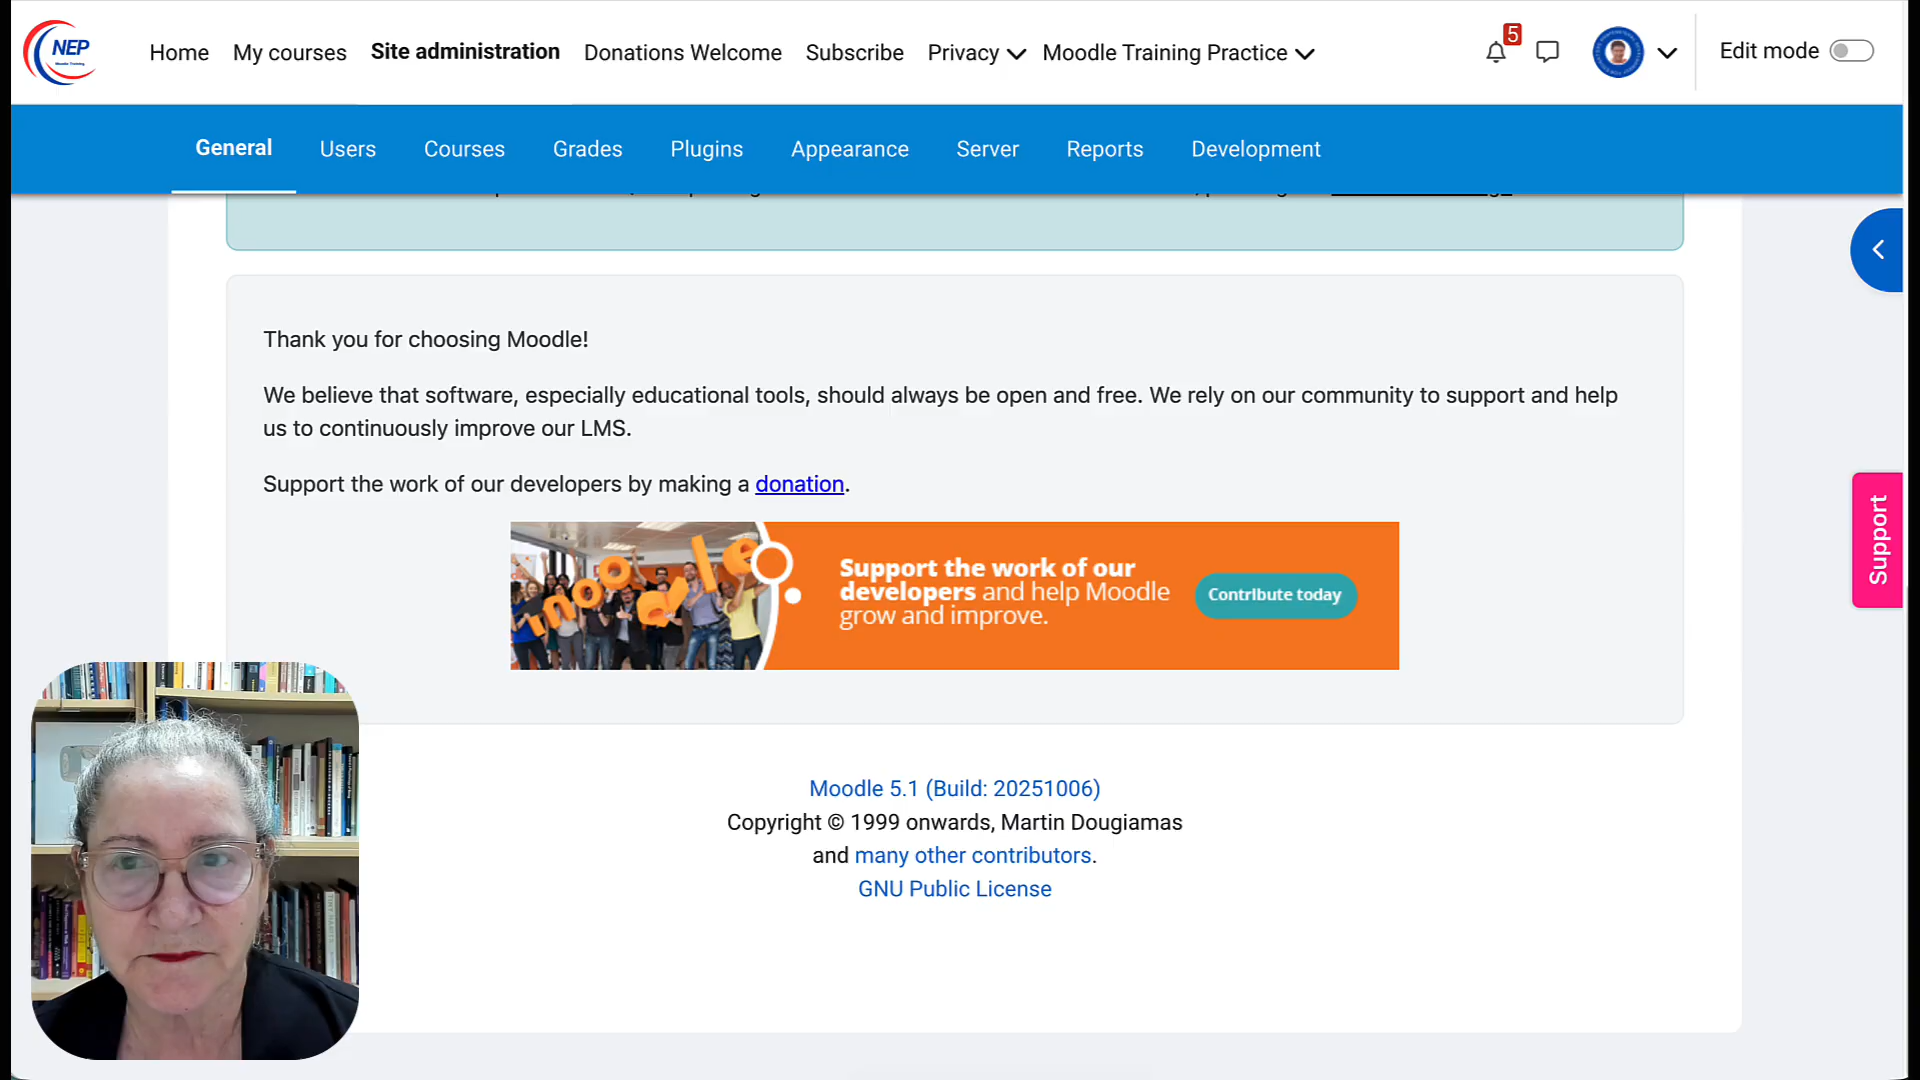 NEP
Moodle Training
Home My courses Site administration Donations Welcome Subscribe Privacy Moodle Training Practice
5
Edit mode
General Users Courses Grades Plugins Appearance Server Reports Development
Thank you for choosing Moodle!
We believe that software, especially educational tools, should always be open and free. We rely on our community to support and help
us to continuously improve our LMS.
Support the work of our developers by making a donation.
moodle
Support the work of our
developers and help Moodle
grow and improve.
Contribute today
Support
Moodle 5.1 (Build: 20251006)
Copyright © 1999 onwards, Martin Dougiamas
and many other contributors.
GNU Public License